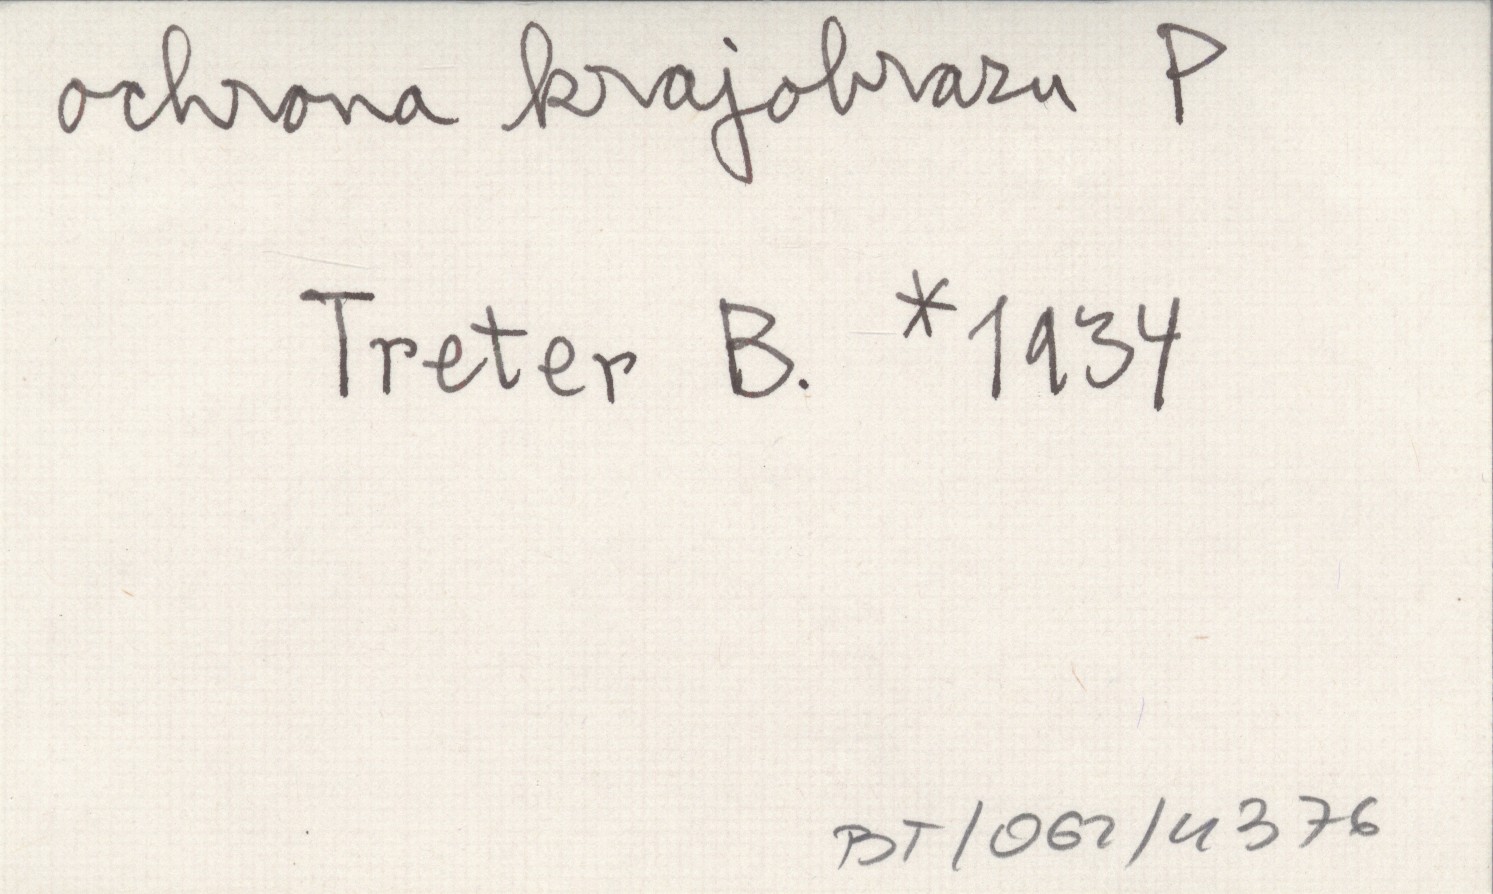 ochrona krajobrazu P
Treter B. *1934
BT/062/4376